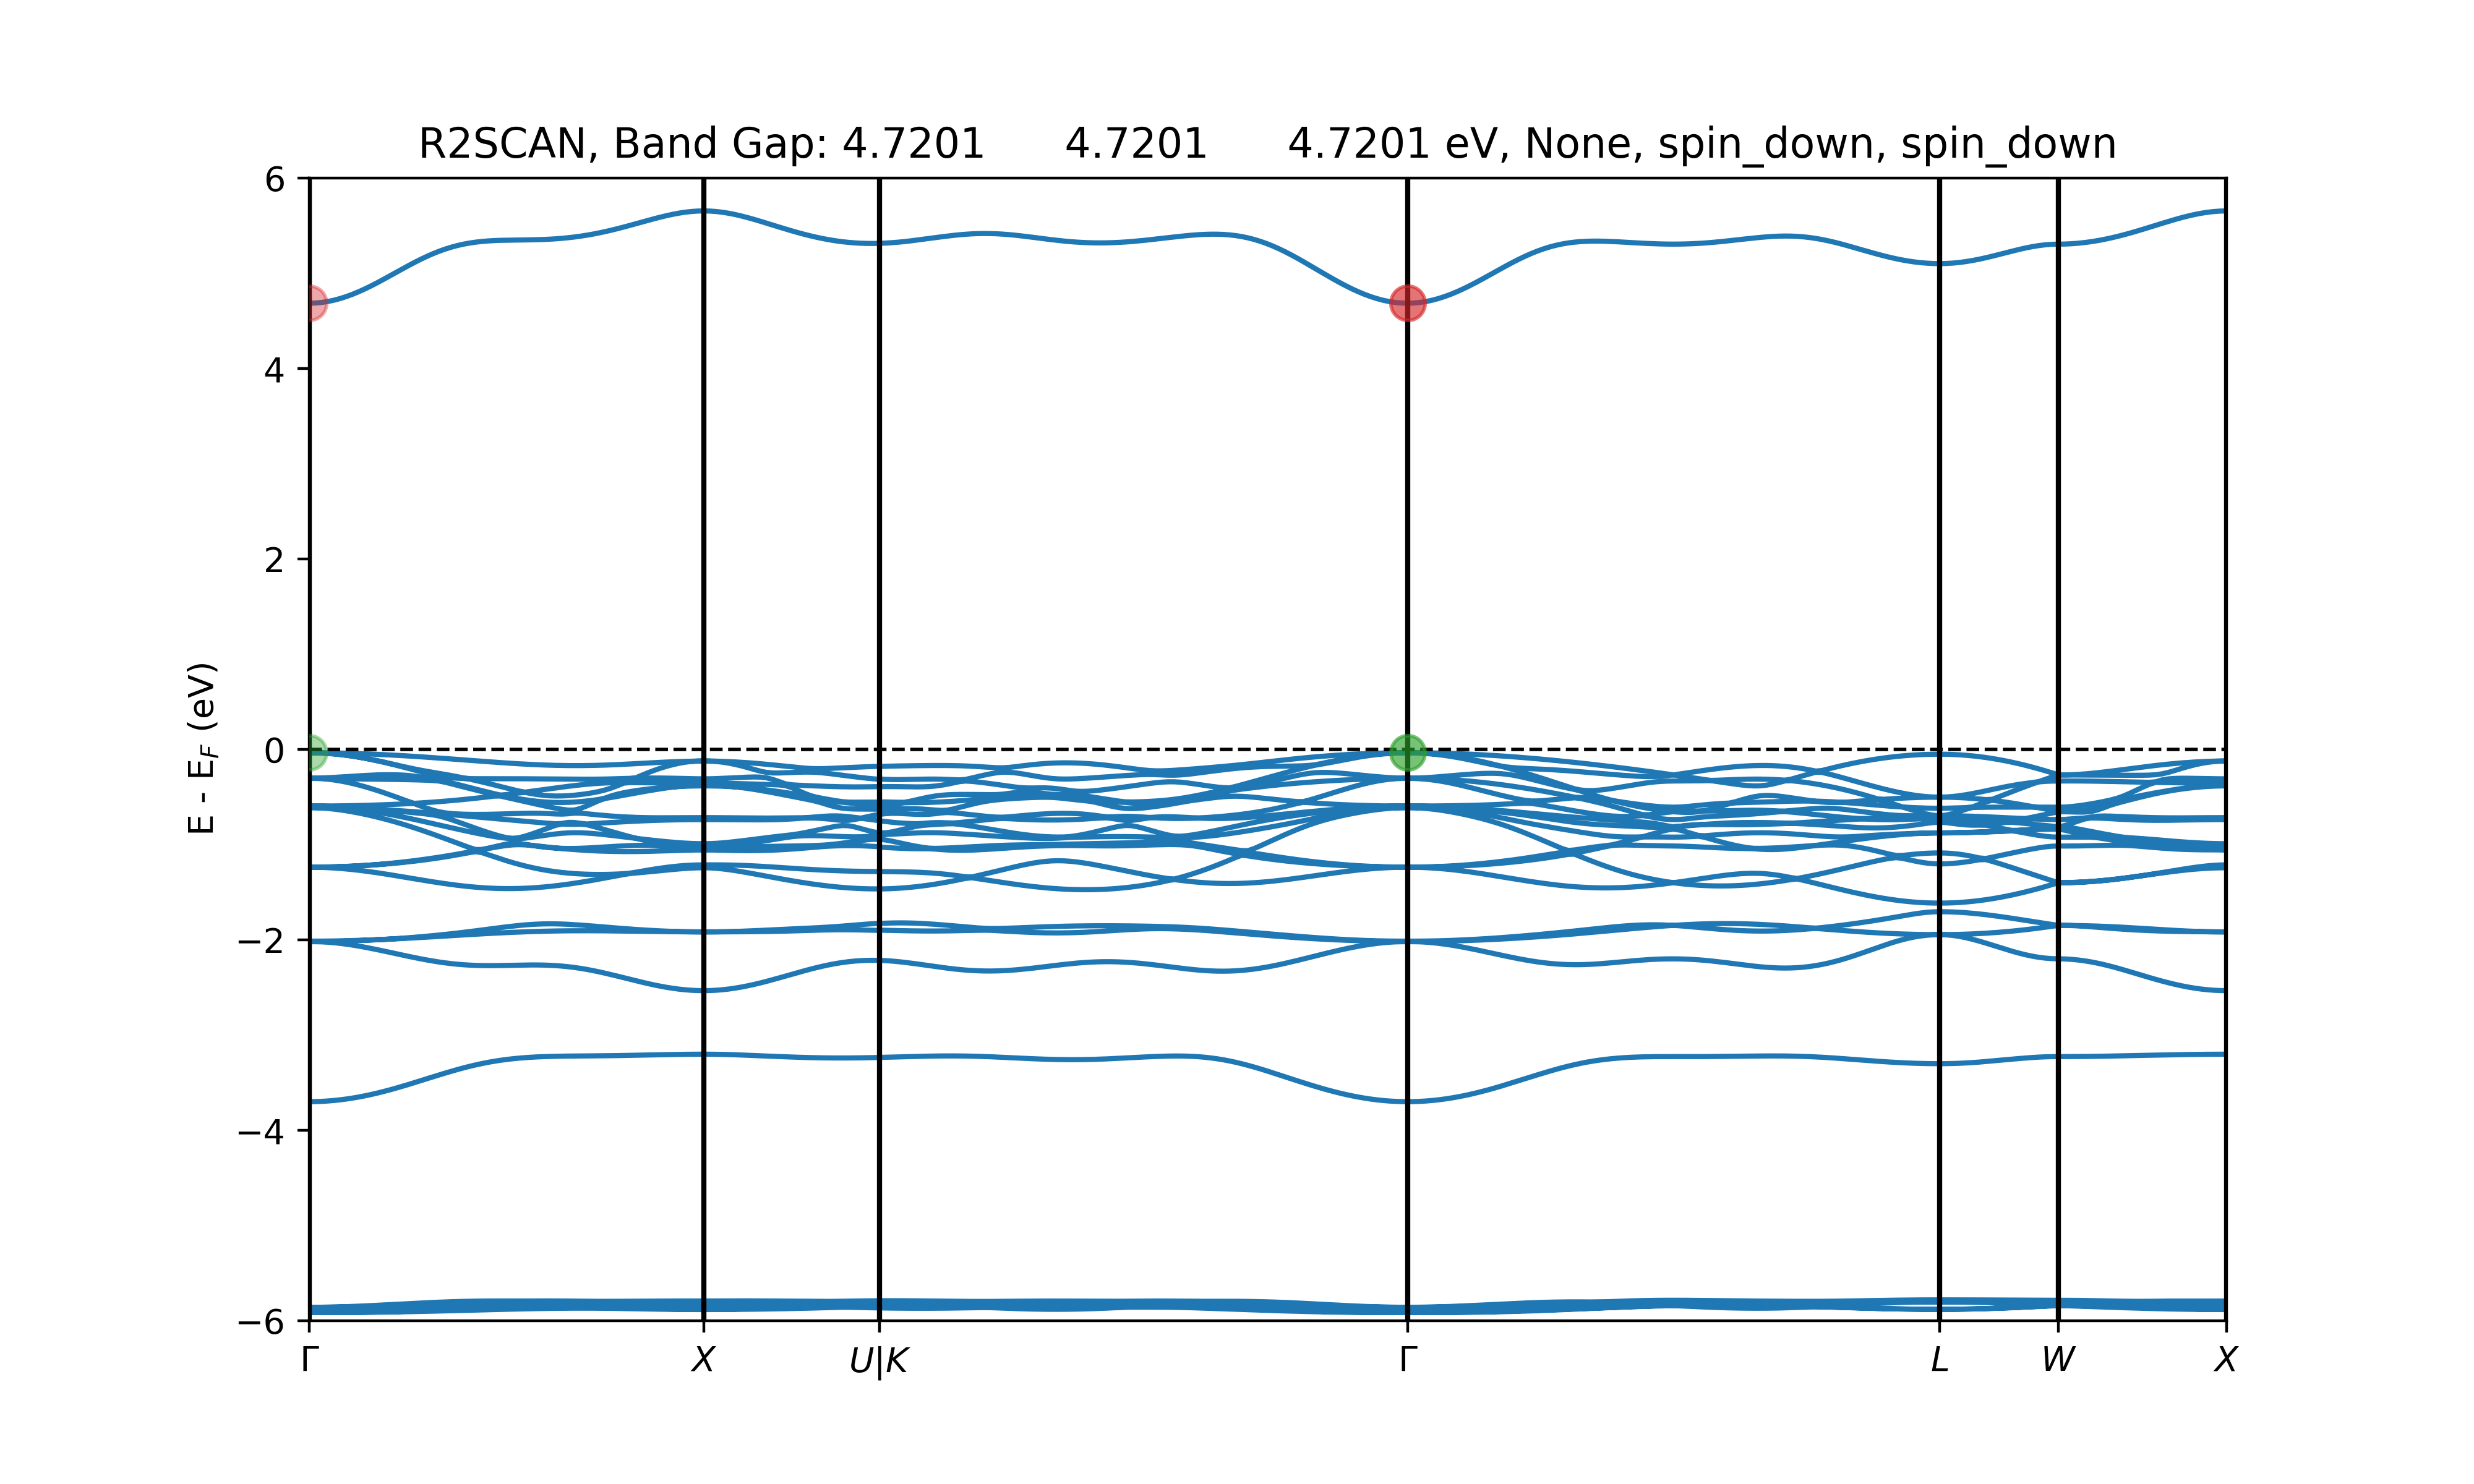 R2SCAN, Band Gap: 4.7201 4.7201 4.7201 eV, None, spin_down, spin_down
6
4
2
0
−2
−4
−6
E - E_F (eV)
Γ X U|K Γ L W X